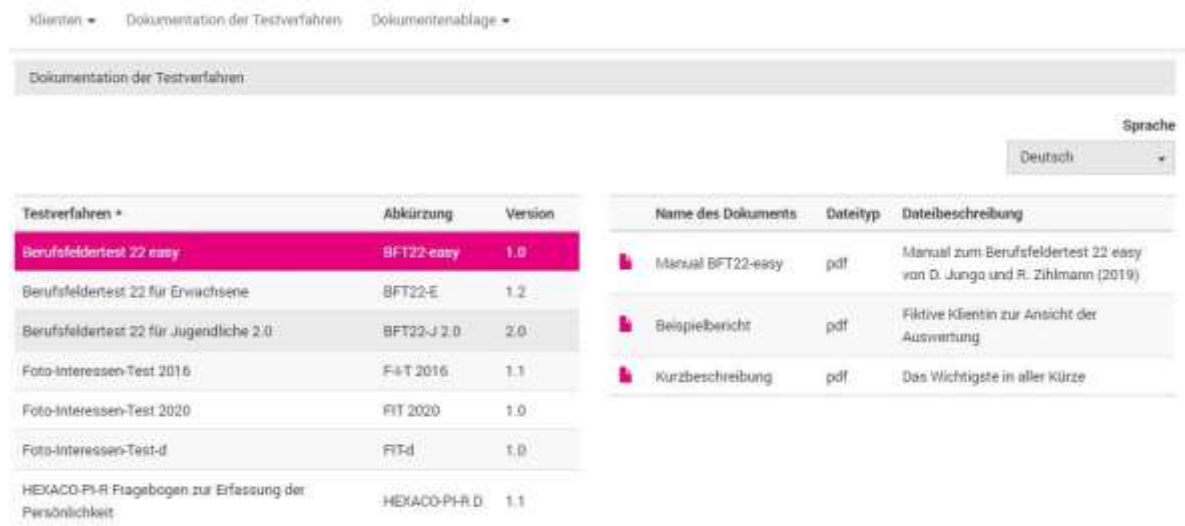 Klienten Dokumentation der Testverfahren Dokumentenablage
Dokumentation der Testverfahren
Sprache
Deutsch
Testverfahren Abkürzung Version
Berufsfeldertest 22 easy BFT22-easy 1.0
Berufsfeldertest 22 für Erwachsene BFT22-E 1.2
Berufsfeldertest 22 für Jugendliche 2.0 BFT22-J 2.0 2.0
Foto-Interessen-Test 2016 F-I-T 2016 1.1
Foto-Interessen-Test 2020 FIT 2020 1.0
Foto-Interessen-Test-d FIT-d 1.0
HEXACO-PI-R Fragebogen zur Erfassung der
Persönlichkeit HEXACO-PI-R D 1.1
Name des Dokuments Dateityp Dateibeschreibung
Manual BFT22-easy pdf Manual zum Berufsfeldertest 22 easy
von D. Jungo und R. Zihlmann (2019)
Beispielbericht pdf Fiktive Klientin zur Ansicht der
Auswertung
Kurzbeschreibung pdf Das Wichtigste in aller Kürze